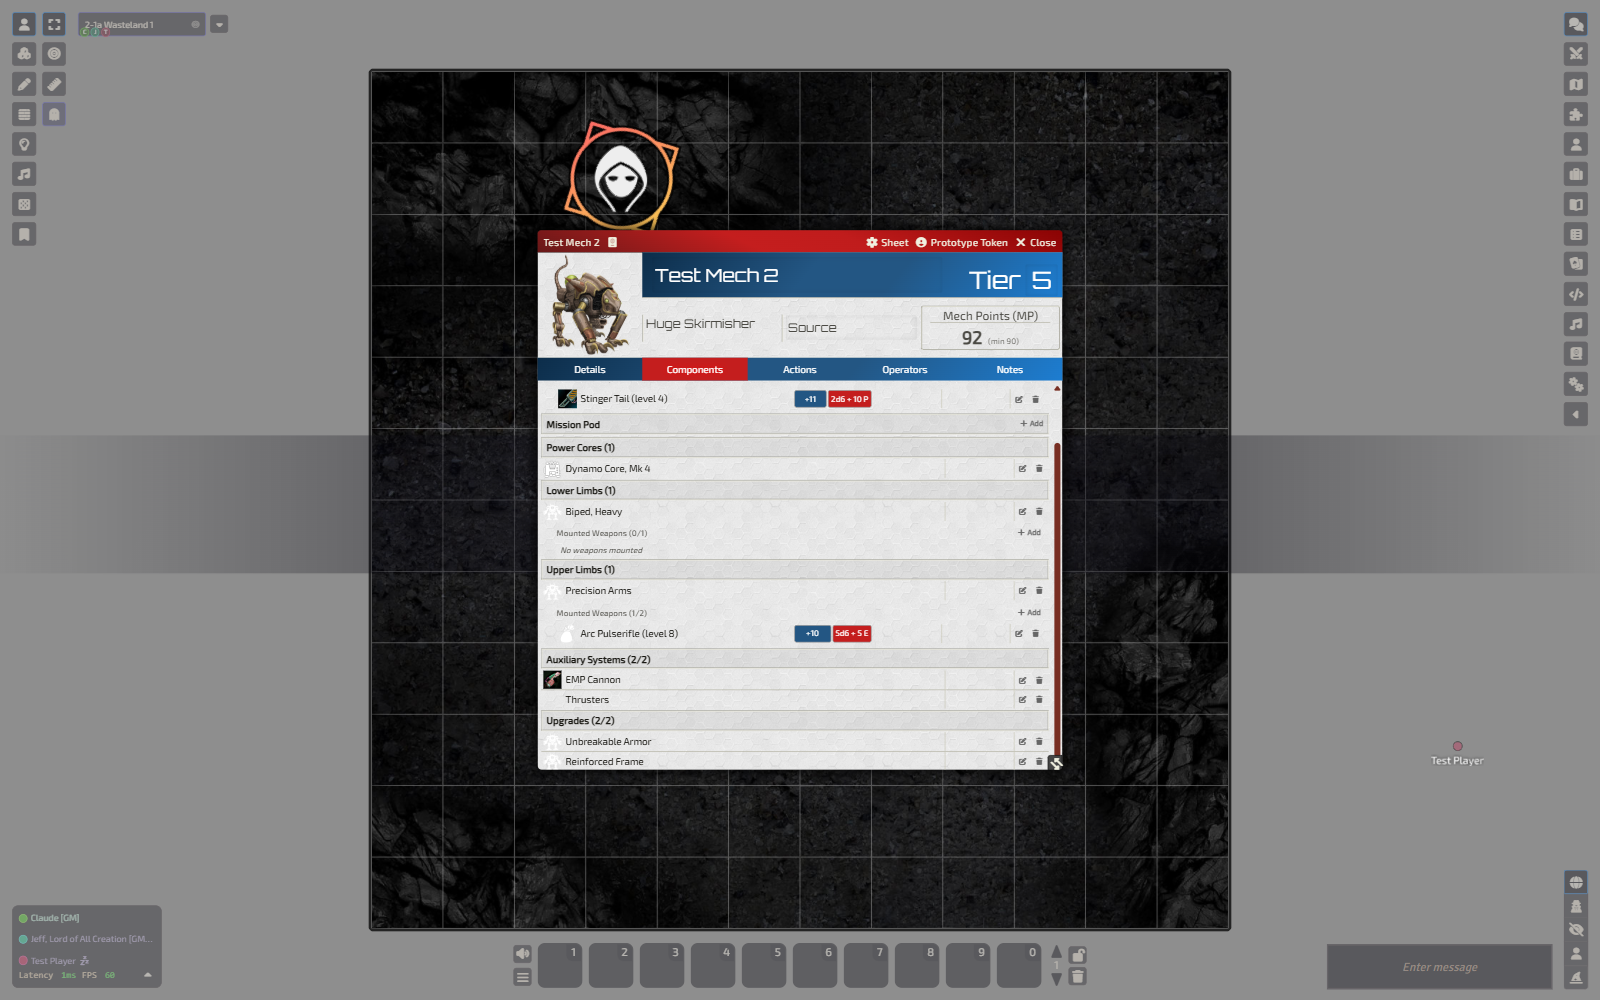 2-1a Wasteland 1
C J T
Test Mech 2
Sheet
Prototype Token
Close
Test Mech 2
Tier 5
Huge Skirmisher
Source
Mech Points (MP)
92 (min 90)
Details
Components
Actions
Operators
Notes
Stinger Tail (level 4)
+11
2d6 + 10 P
Mission Pod
+ Add
Power Cores (1)
Dynamo Core, Mk 4
Lower Limbs (1)
Biped, Heavy
Mounted Weapons (0/1)
+ Add
No weapons mounted
Upper Limbs (1)
Precision Arms
Mounted Weapons (1/2)
+ Add
Arc Pulserifle (level 8)
+10
5d6 + 5 E
Auxiliary Systems (2/2)
EMP Cannon
Thrusters
Upgrades (2/2)
Unbreakable Armor
Reinforced Frame
Test Player
Claude [GM]
Jeff, Lord of All Creation [GM...
Test Player
Latency 1ms FPS 60
1 2 3 4 5 6 7 8 9 0
1
Enter message